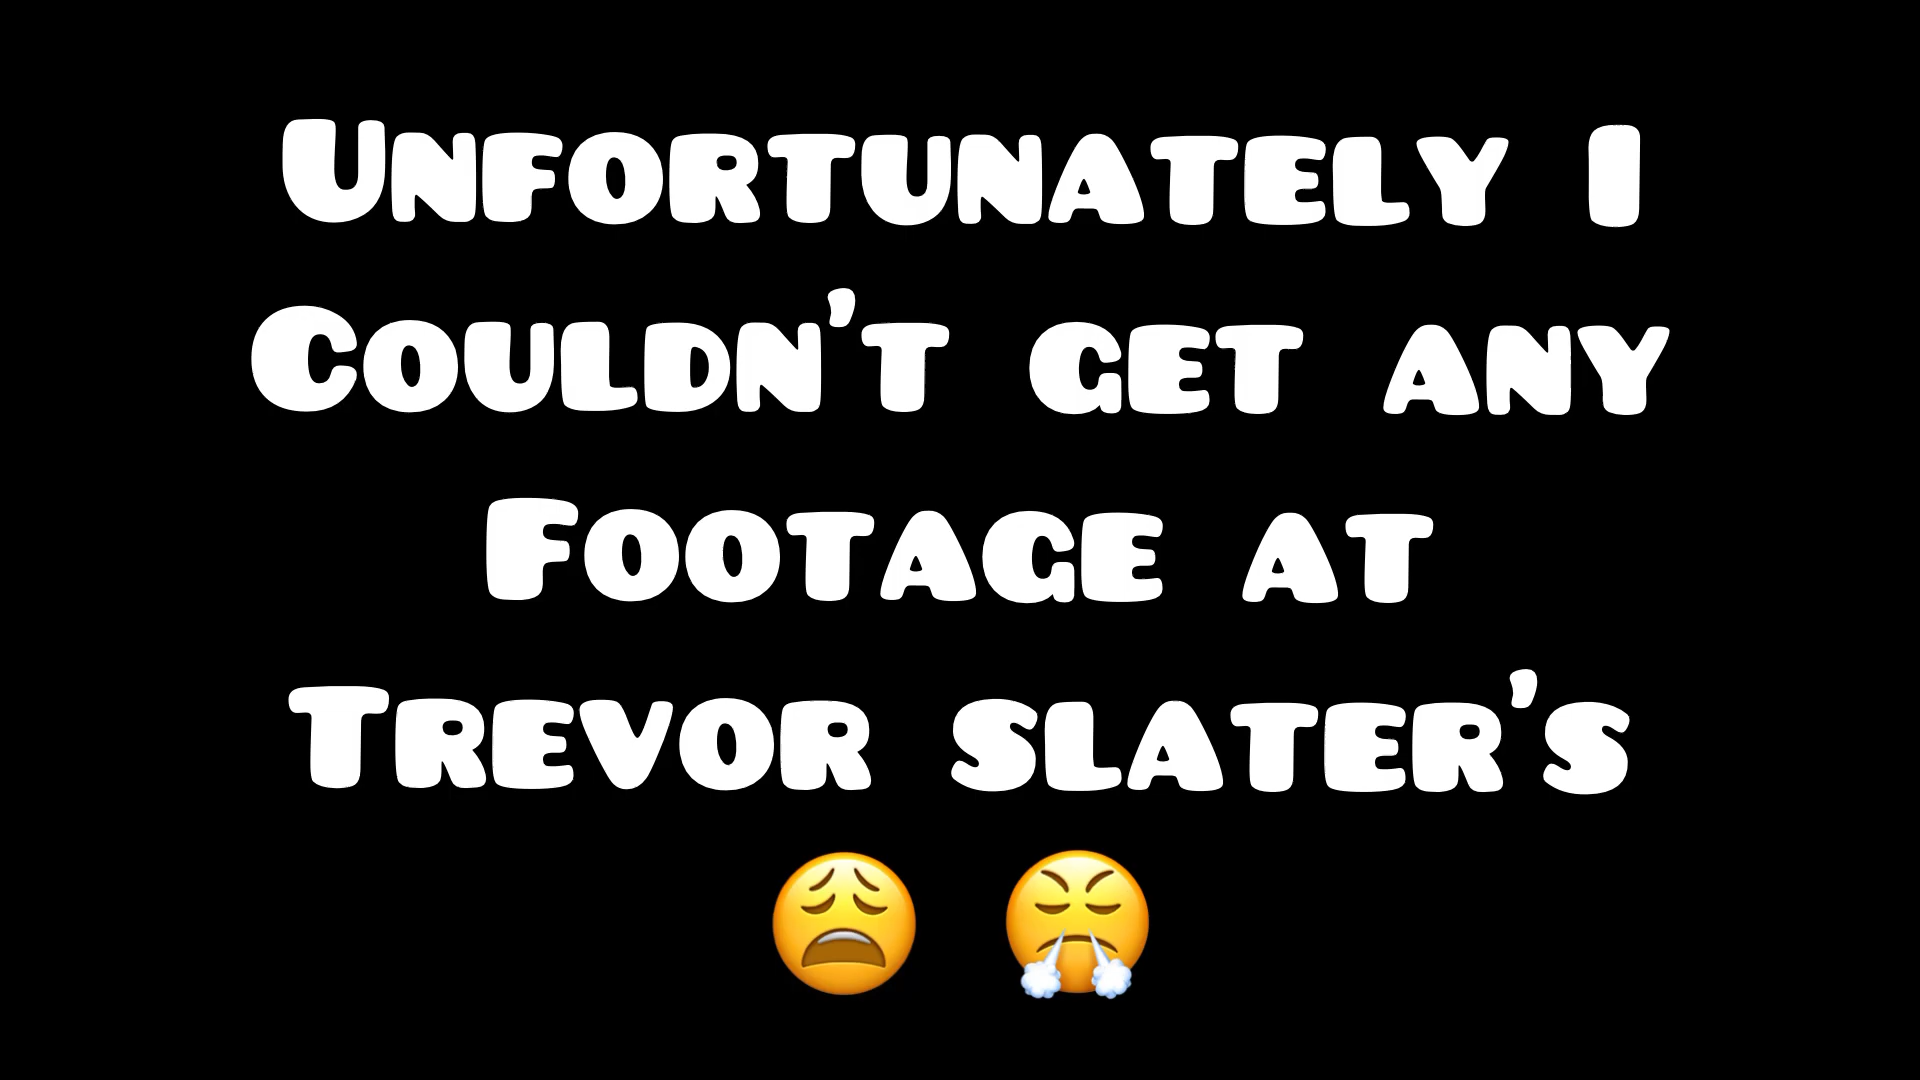 Unfortunately I
Couldn't get any
Footage at
Trevor slater's
😩 😤